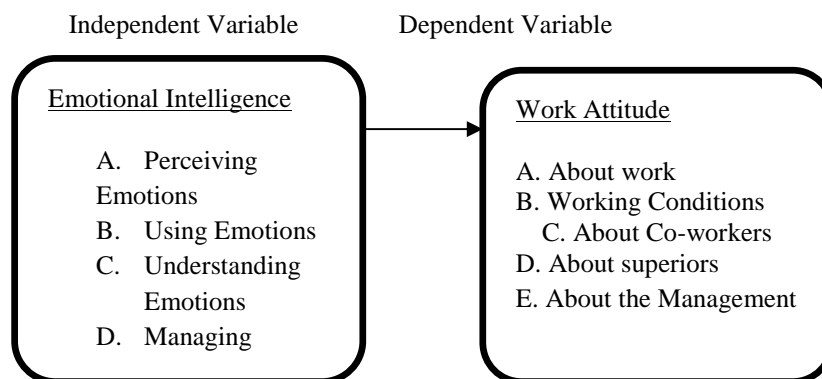 Independent Variable
Dependent Variable
Emotional Intelligence
A. Perceiving
Emotions
B. Using Emotions
C. Understanding
Emotions
D. Managing
Work Attitude
A. About work
B. Working Conditions
C. About Co-workers
D. About superiors
E. About the Management